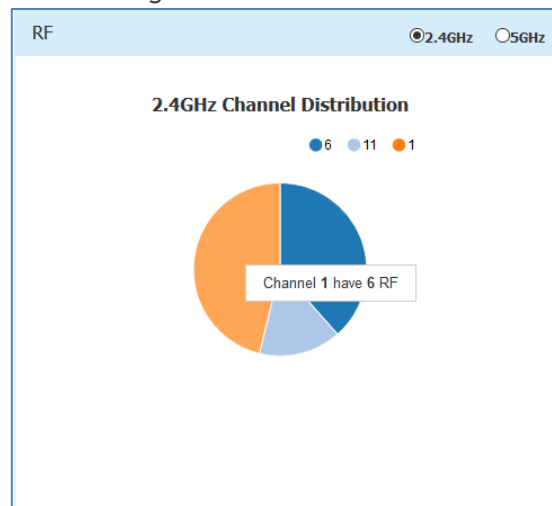 RF 2.4GHz 5GHz
2.4GHz Channel Distribution
6 11 1
Channel 1 have 6 RF